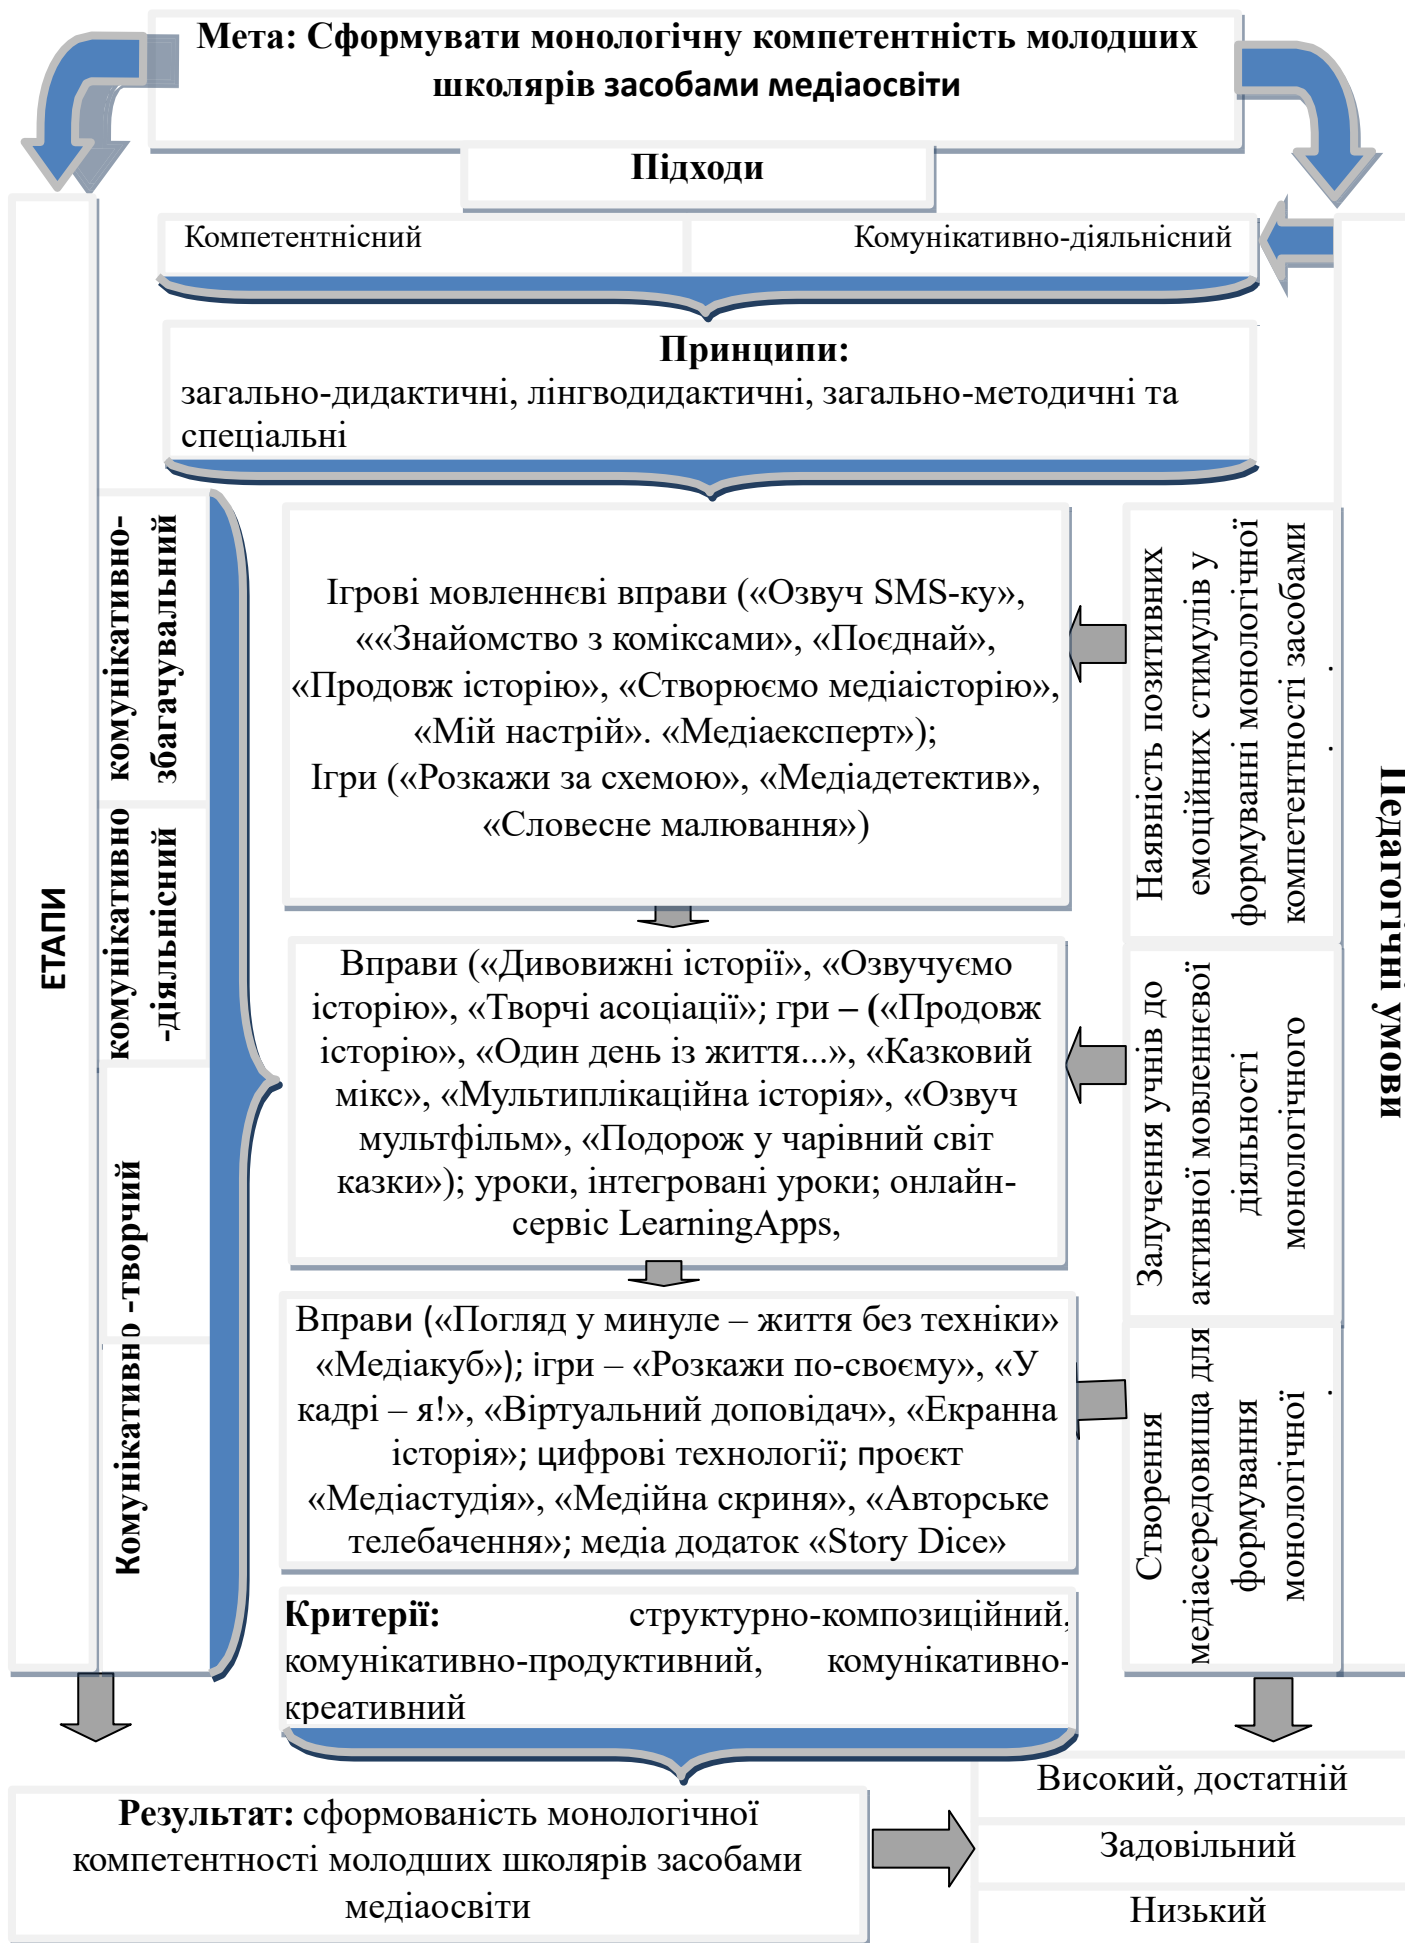 Мета: Сформувати монологічну компетентність молодших
школярів засобами медіаосвіти
Підходи
Компетентнісний
Комунікативно-діяльнісний
Принципи:
загально-дидактичні, лінгводидактичні, загально-методичні та
спеціальні
ЕТАПИ
комунікативно-
збагачувальний
комунікативно
-діяльнісний
Комунікативно -творчий
Ігрові мовленнєві вправи («Озвуч SMS-ку»,
««Знайомство з коміксами», «Поєднай»,
«Продовж історію», «Створюємо медіаісторію»,
«Мій настрій». «Медіаексперт»);
Ігри («Розкажи за схемою», «Медіадетектив»,
«Словесне малювання»)
Вправи («Дивовижні історії», «Озвучуємо
історію», «Творчі асоціації»; гри – («Продовж
історію», «Один день із життя...», «Казковий
мікс», «Мультиплікаційна історія», «Озвуч
мультфільм», «Подорож у чарівний світ
казки»); уроки, інтегровані уроки; онлайн-
сервіс LearningApps,
Вправи («Погляд у минуле – життя без техніки»
«Медіакуб»); ігри – «Розкажи по-своєму», «У
кадрі – я!», «Віртуальний доповідач», «Екранна
історія»; цифрові технології; проєкт
«Медіастудія», «Медійна скриня», «Авторське
телебачення»; медіа додаток «Story Dice»
Наявність позитивних
емоційних стимулів у
формуванні монологічної
компетентності засобами
Залучення учнів до
активної мовленнєвої
діяльності
монологічного
Створення
медіасередовища для
формування
монологічної
Педагогічні умови
Критерії: структурно-композиційний,
комунікативно-продуктивний, комунікативно-
креативний
Результат: сформованість монологічної
компетентності молодших школярів засобами
медіаосвіти
Високий, достатній
Задовільний
Низький